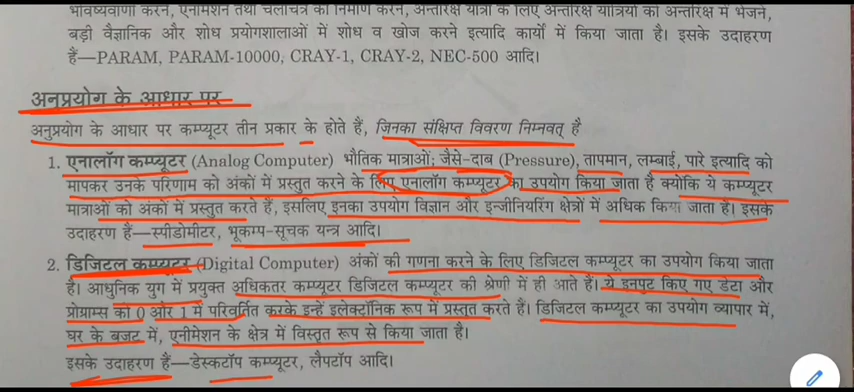 भविष्यवाणी करने, एनीमेशन तथा चलचित्र का निर्माण करने, अन्तरिक्ष यात्रा के लिए अन्तरिक्ष यात्रियों को अन्तरिक्ष में भेजने,
बड़ी वैज्ञानिक और शोध प्रयोगशालाओं में शोध व खोज करने इत्यादि कार्यों में किया जाता है। इसके उदाहरण
हैं—PARAM, PARAM-10000, CRAY-1, CRAY-2, NEC-500 आदि।
अनुप्रयोग के आधार पर
अनुप्रयोग के आधार पर कम्प्यूटर तीन प्रकार के होते हैं, जिनका संक्षिप्त विवरण निम्नवत् है
1. एनालॉग कम्प्यूटर (Analog Computer) भौतिक मात्राओं; जैसे-दाब (Pressure), तापमान, लम्बाई, पारे इत्यादि को
मापकर उनके परिणाम को अंकों में प्रस्तुत करने के लिए एनालॉग कम्प्यूटर का उपयोग किया जाता है क्योंकि ये कम्प्यूटर
मात्राओं को अंकों में प्रस्तुत करते हैं, इसलिए इनका उपयोग विज्ञान और इन्जीनियरिंग क्षेत्रों में अधिक किया जाता है। इसके
उदाहरण हैं—स्पीडोमीटर, भूकम्प-सूचक यन्त्र आदि।
2. डिजिटल कम्प्यूटर (Digital Computer) अंकों की गणना करने के लिए डिजिटल कम्प्यूटर का उपयोग किया जाता
है। आधुनिक युग में प्रयुक्त अधिकतर कम्प्यूटर डिजिटल कम्प्यूटर की श्रेणी में ही आते हैं। ये इनपुट किए गए डेटा और
प्रोग्राम्स को 0 और 1 में परिवर्तित करके इन्हें इलेक्ट्रॉनिक रूप में प्रस्तुत करते हैं। डिजिटल कम्प्यूटर का उपयोग व्यापार में,
घर के बजट में, एनीमेशन के क्षेत्र में विस्तृत रूप से किया जाता है।
इसके उदाहरण हैं—डेस्कटॉप कम्प्यूटर, लैपटॉप आदि।